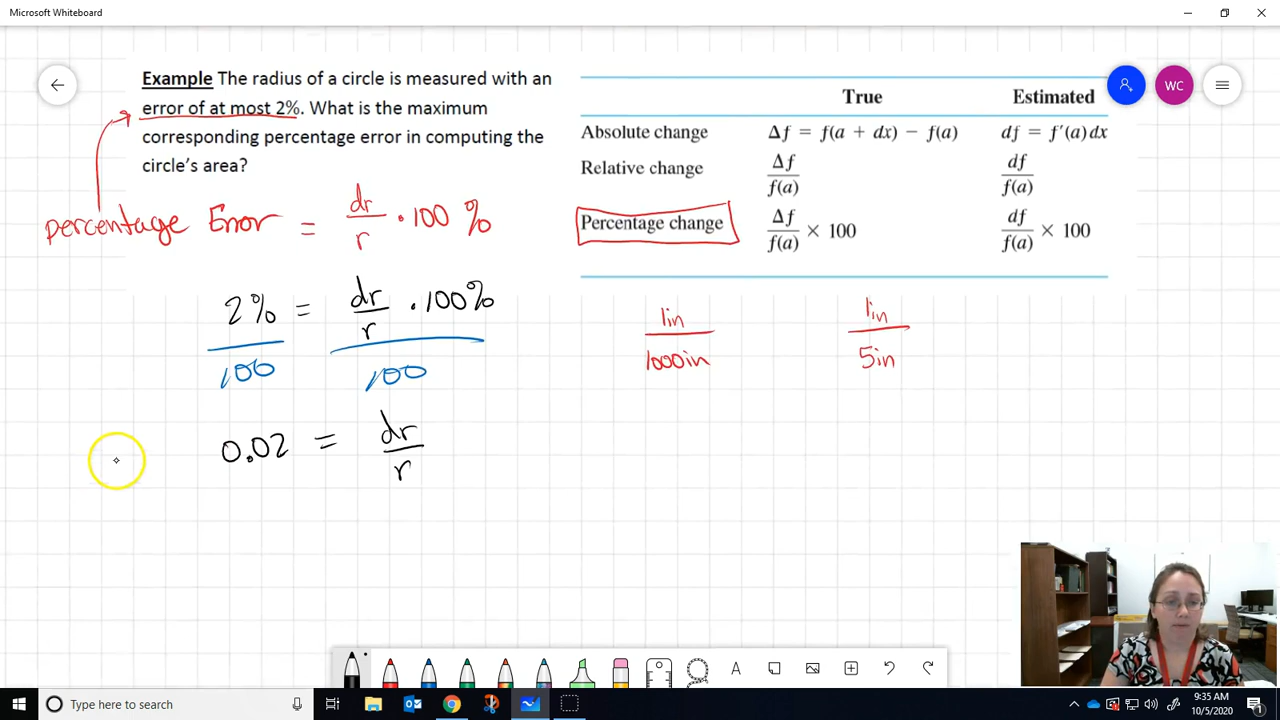 Microsoft Whiteboard
Example The radius of a circle is measured with an
error of at most 2%. What is the maximum
corresponding percentage error in computing the
circle's area?
True Estimated
Absolute change Δf = f(a + dx) − f(a) df = f′(a) dx
Relative change Δf/f(a) df/f(a)
Percentage change Δf/f(a) × 100 df/f(a) × 100
WC
percentage Error = dr/r · 100 %
2% = dr/r · 100%
100 100
0.02 = dr/r
1in/1000in 1in/5in
A
Type here to search
9:35 AM
10/5/2020
1